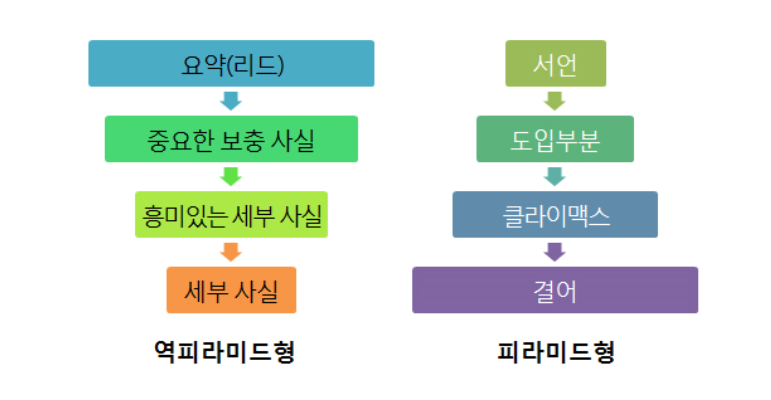 요약(리드)
중요한 보충 사실
흥미있는 세부 사실
세부 사실
역피라미드형
서언
도입부분
클라이맥스
결어
피라미드형